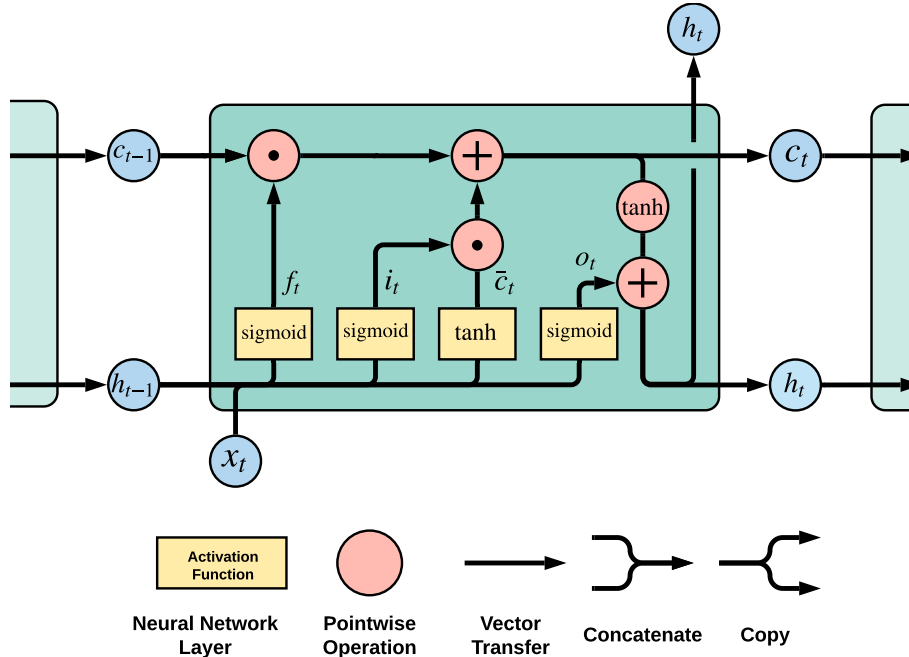 h_t
c_{t-1}
•
+
c_t
tanh
•
f_t
i_t
c̄_t
o_t
+
sigmoid
sigmoid
tanh
sigmoid
h_{t-1}
h_t
x_t
Activation
Function
Neural Network
Layer
Pointwise
Operation
Vector
Transfer
Concatenate
Copy